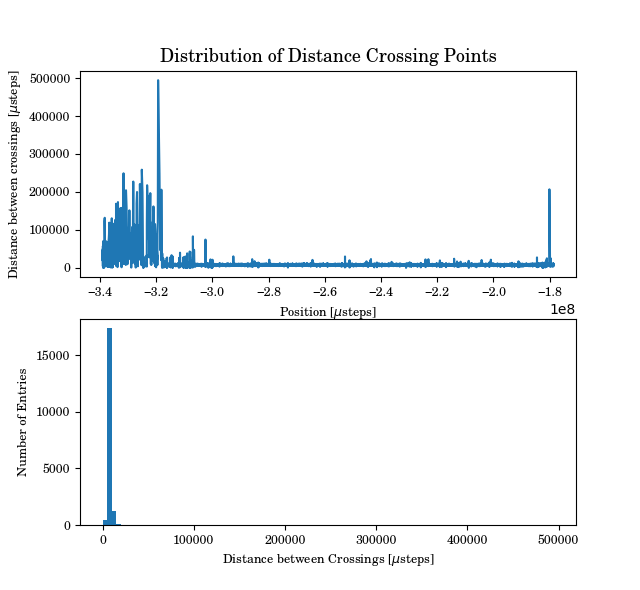 Distribution of Distance Crossing Points
Distance between crossings [μsteps]
500000
400000
300000
200000
100000
0
−3.4 −3.2 −3.0 −2.8 −2.6 −2.4 −2.2 −2.0 −1.8
1e8
Position [μsteps]
Number of Entries
15000
10000
5000
0
0 100000 200000 300000 400000 500000
Distance between Crossings [μsteps]